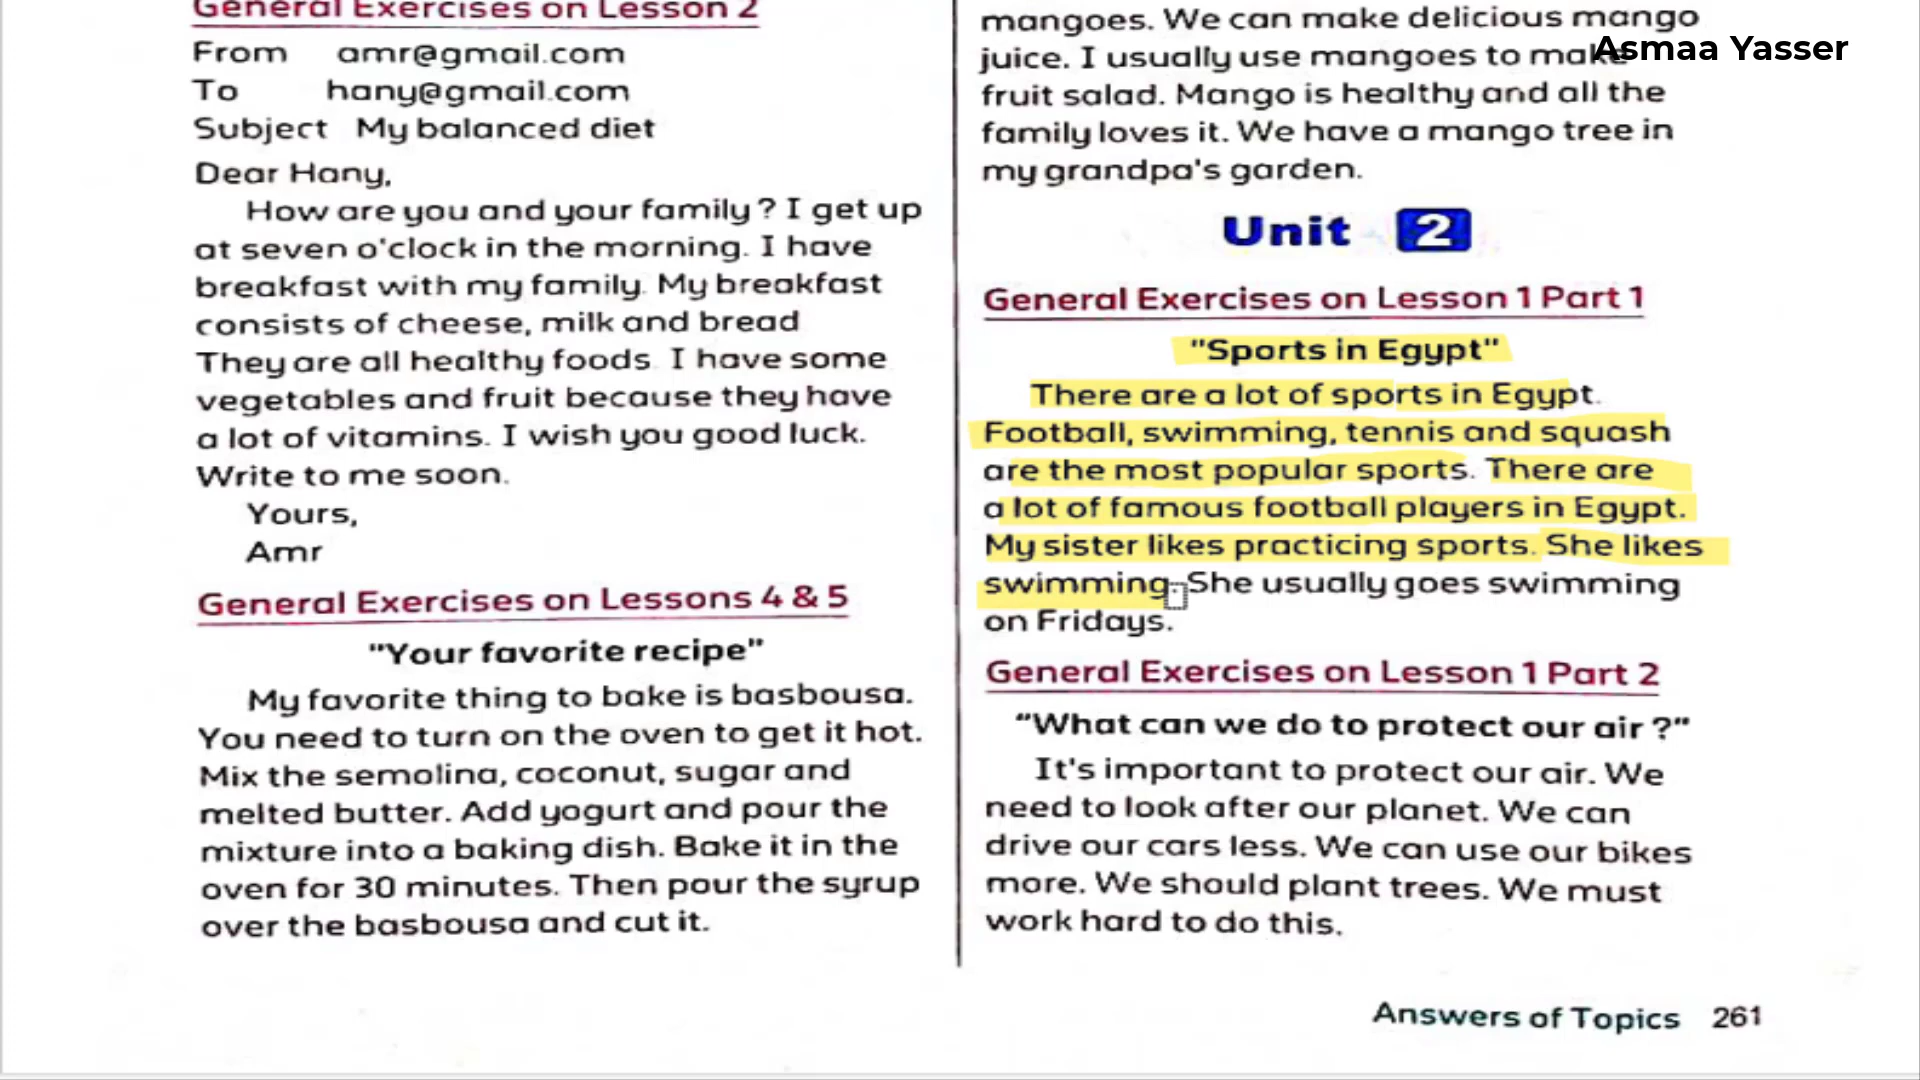 General Exercises on Lesson 2
From amr@gmail.com
To hany@gmail.com
Subject My balanced diet
Dear Hany,
How are you and your family ? I get up
at seven o'clock in the morning. I have
breakfast with my family. My breakfast
consists of cheese, milk and bread
They are all healthy foods. I have some
vegetables and fruit because they have
a lot of vitamins. I wish you good luck.
Write to me soon.
Yours,
Amr
General Exercises on Lessons 4 & 5
"Your favorite recipe"
My favorite thing to bake is basbousa.
You need to turn on the oven to get it hot.
Mix the semolina, coconut, sugar and
melted butter. Add yogurt and pour the
mixture into a baking dish. Bake it in the
oven for 30 minutes. Then pour the syrup
over the basbousa and cut it.
mangoes. We can make delicious mango
juice. I usually use mangoes to make
fruit salad. Mango is healthy and all the
family loves it. We have a mango tree in
my grandpa's garden.
Unit 2
General Exercises on Lesson 1 Part 1
"Sports in Egypt"
There are a lot of sports in Egypt.
Football, swimming, tennis and squash
are the most popular sports. There are
a lot of famous football players in Egypt.
My sister likes practicing sports. She likes
swimming. She usually goes swimming
on Fridays.
General Exercises on Lesson 1 Part 2
"What can we do to protect our air ?"
It's important to protect our air. We
need to look after our planet. We can
drive our cars less. We can use our bikes
more. We should plant trees. We must
work hard to do this.
Answers of Topics 261
Asmaa Yasser